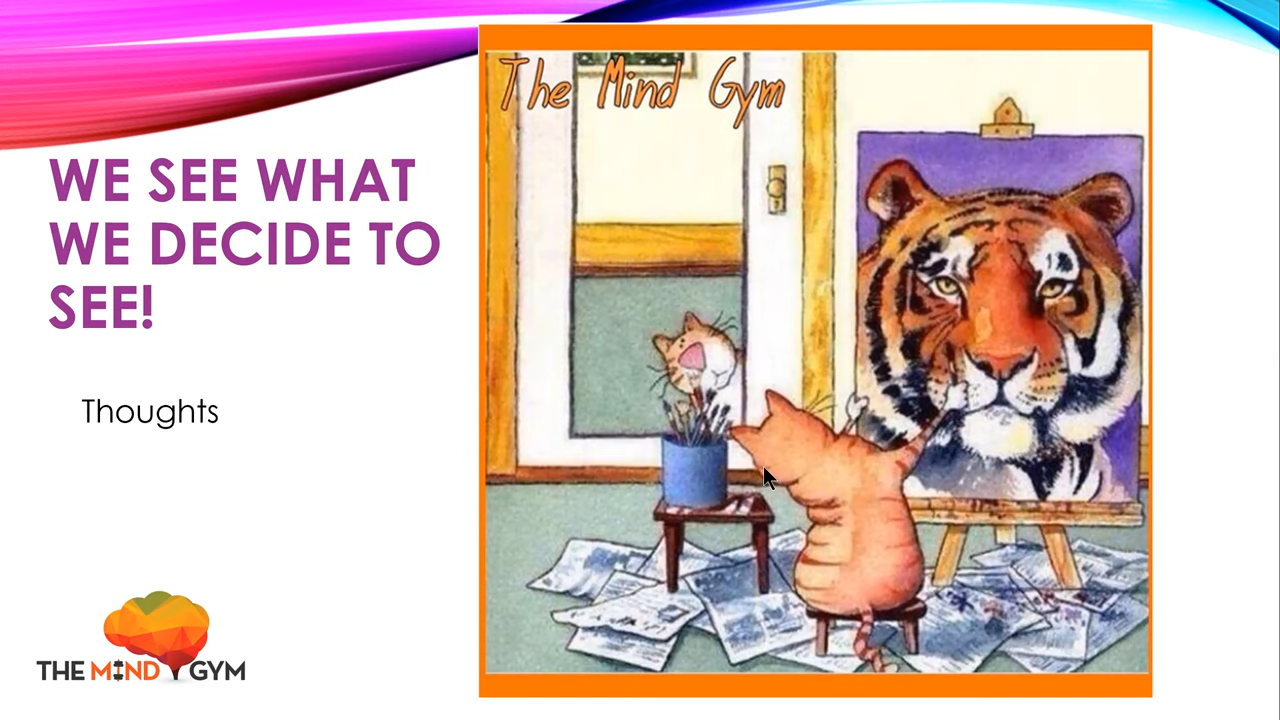 The Mind Gym
WE SEE WHAT
WE DECIDE TO
SEE!
Thoughts
THE MIND GYM